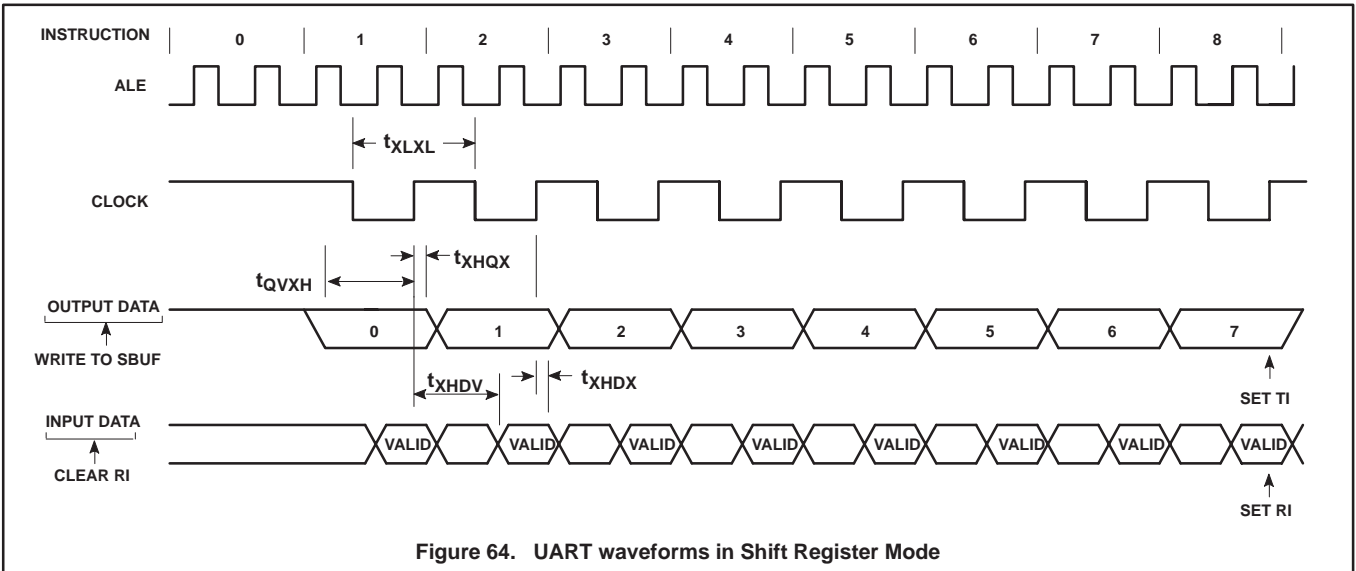 INSTRUCTION 0 1 2 3 4 5 6 7 8
ALE
tXLXL
CLOCK
tXHQX
tQVXH
OUTPUT DATA
0 1 2 3 4 5 6 7
WRITE TO SBUF
tXHDV
tXHDX
SET TI
INPUT DATA
VALID VALID VALID VALID VALID VALID VALID VALID
CLEAR RI
SET RI
Figure 64. UART waveforms in Shift Register Mode